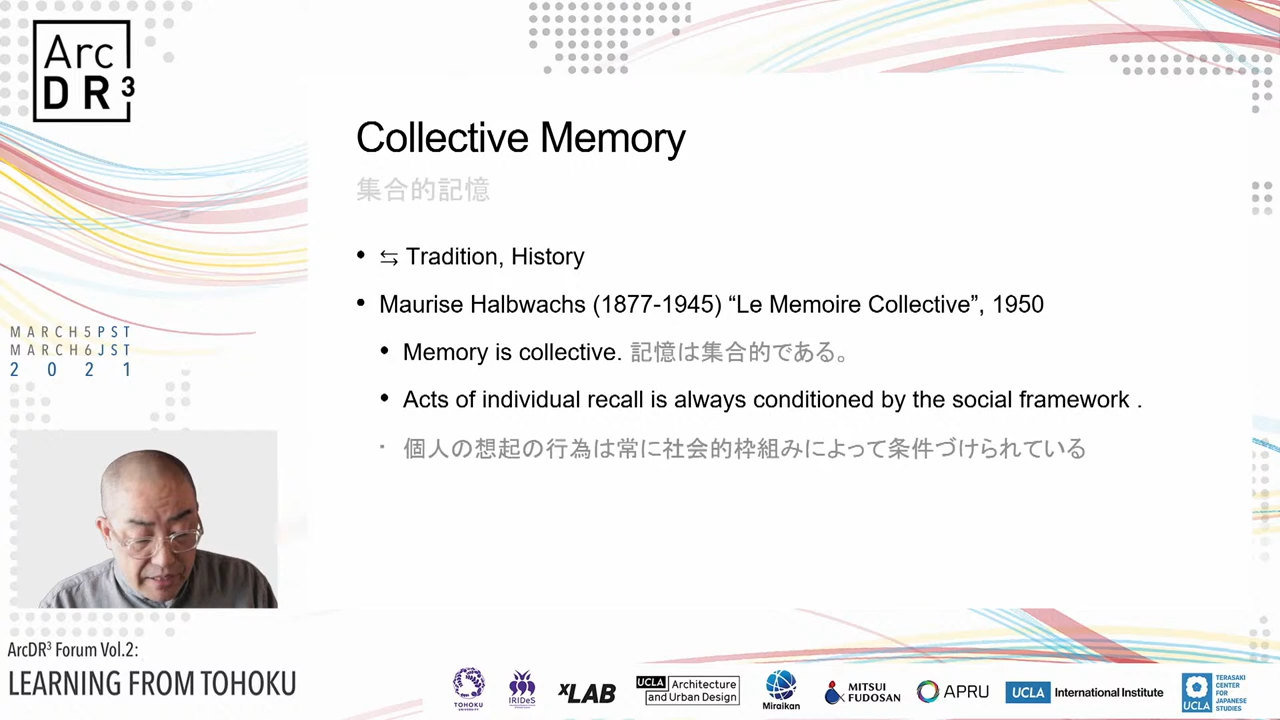 Arc
DR³
Collective Memory
集合的記憶
• ⇆ Tradition, History
• Maurise Halbwachs (1877-1945) “Le Memoire Collective”, 1950
• Memory is collective. 記憶は集合的である。
• Acts of individual recall is always conditioned by the social framework .
・ 個人の想起の行為は常に社会的枠組みによって条件づけられている
MARCH5PST
MARCH6JST
2021
ArcDR³ Forum Vol.2:
LEARNING FROM TOHOKU
TOHOKU
UNIVERSITY
IRIDeS
xLAB
UCLA Architecture
and Urban Design
Miraikan
MITSUI
FUDOSAN
APRU
UCLA International Institute
UCLA
TERASAKI
CENTER
FOR
JAPANESE
STUDIES